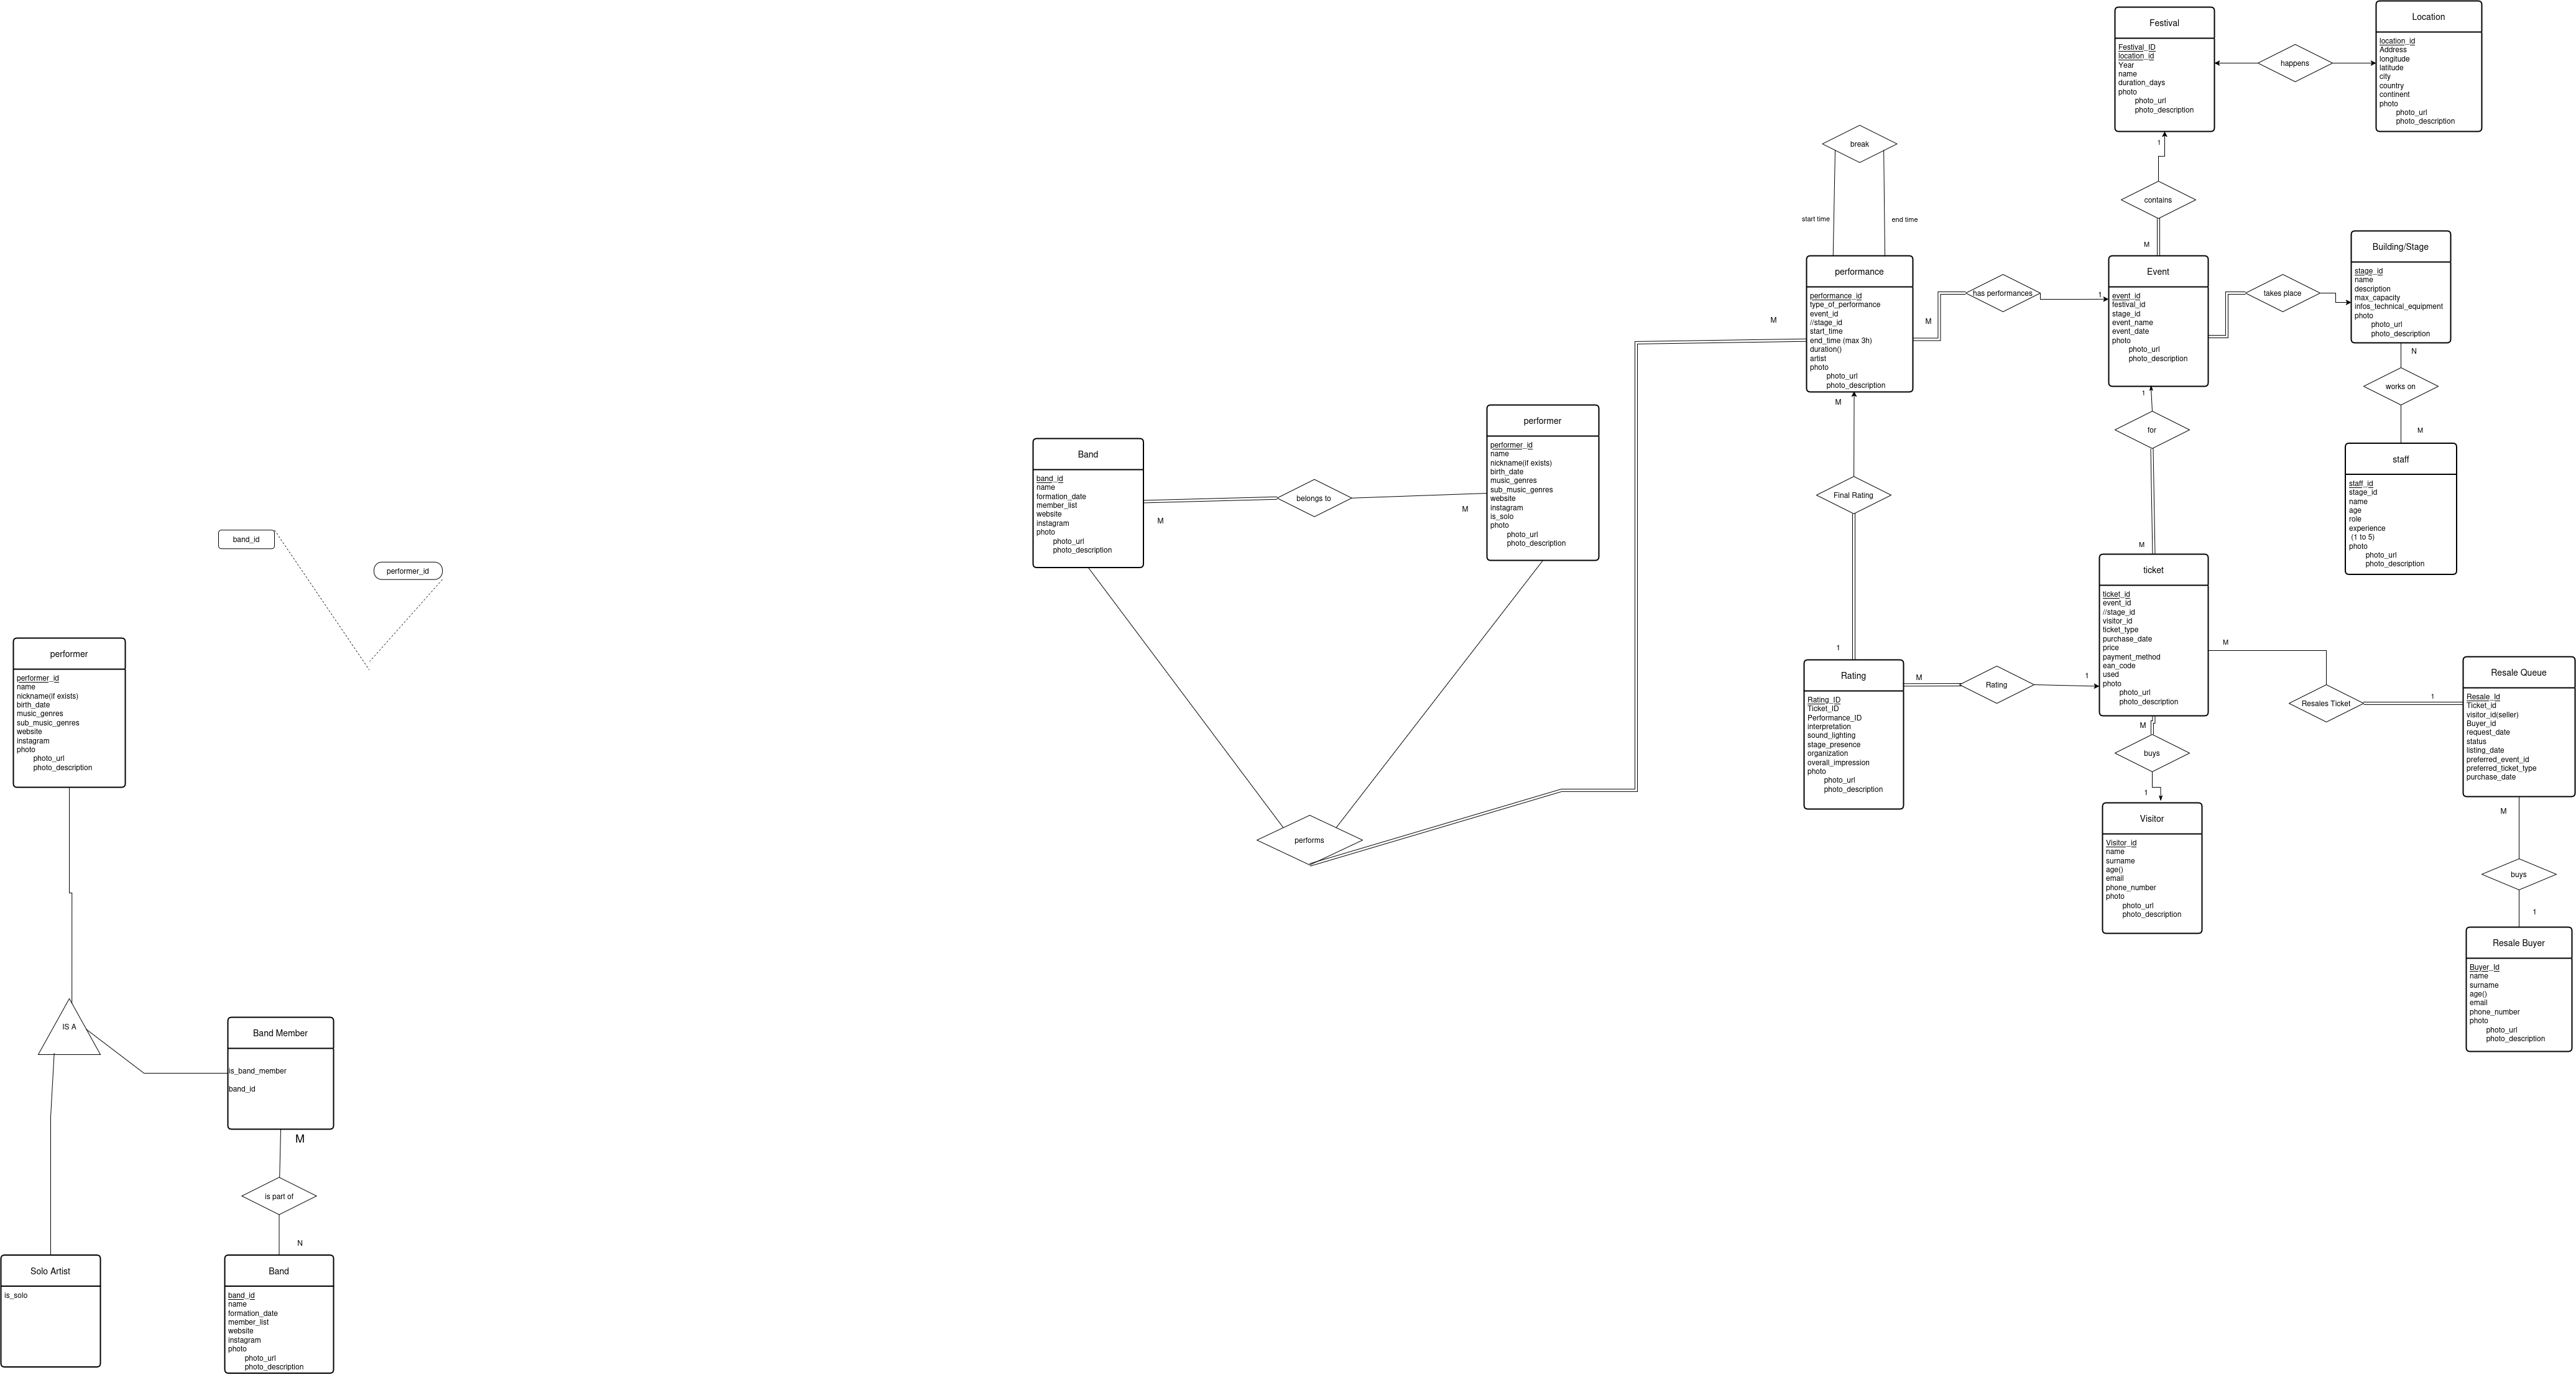 Festival
Festival_ID
location_id
Year
name
duration_days
photo
photo_url
photo_description
happens
Location
location_id
Address
longitude
latitude
city
country
continent
photo
photo_url
photo_description
1
contains
M
break
start time
end time
performance
performance_id
type_of_performance
event_id
//stage_id
start_time
end_time (max 3h)
duration()
artist
photo
photo_url
photo_description
M
M
has performances
1
Event
event_id
festival_id
stage_id
event_name
event_date
photo
photo_url
photo_description
takes place
Building/Stage
stage_id
name
description
max_capacity
infos_technical_equipment
photo
photo_url
photo_description
N
works on
M
staff
staff_id
stage_id
name
age
role
experience
(1 to 5)
photo
photo_url
photo_description
1
for
M
M
Final Rating
1
Band
band_id
name
formation_date
member_list
website
instagram
photo
photo_url
photo_description
M
belongs to
M
performer
performer_id
name
nickname(if exists)
birth_date
music_genres
sub_music_genres
website
instagram
is_solo
photo
photo_url
photo_description
performs
ticket
ticket_id
event_id
//stage_id
visitor_id
ticket_type
purchase_date
price
payment_method
ean_code
used
photo
photo_url
photo_description
Rating
Rating_ID
Ticket_ID
Performance_ID
interpretation
sound_lighting
stage_presence
organization
overall_impression
photo
photo_url
photo_description
M
Rating
1
M
Resales Ticket
1
Resale Queue
Resale_Id
Ticket_id
visitor_id(seller)
Buyer_id
request_date
status
listing_date
preferred_event_id
preferred_ticket_type
purchase_date
M
buys
1
Visitor
Visitor_id
name
surname
age()
email
phone_number
photo
photo_url
photo_description
M
buys
1
Resale Buyer
Buyer_Id
name
surname
age()
email
phone_number
photo
photo_url
photo_description
band_id
performer_id
performer
performer_id
name
nickname(if exists)
birth_date
music_genres
sub_music_genres
website
instagram
photo
photo_url
photo_description
IS A
Band Member
is_band_member
band_id
M
is part of
N
Solo Artist
is_solo
Band
band_id
name
formation_date
member_list
website
instagram
photo
photo_url
photo_description